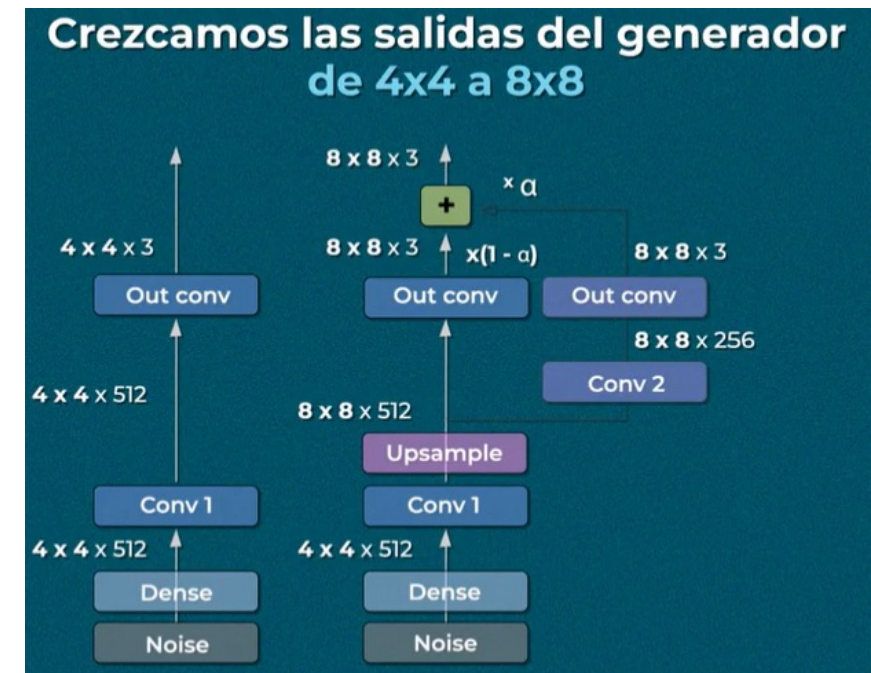 Crezcamos las salidas del generador
de 4x4 a 8x8
4 x 4 x 3
Out conv
4 x 4 x 512
Conv 1
4 x 4 x 512
Dense
Noise
8 x 8 x 3
x α
+
8 x 8 x 3
x(1 - α)
Out conv
8 x 8 x 512
Upsample
Conv 1
4 x 4 x 512
Dense
Noise
8 x 8 x 3
Out conv
8 x 8 x 256
Conv 2